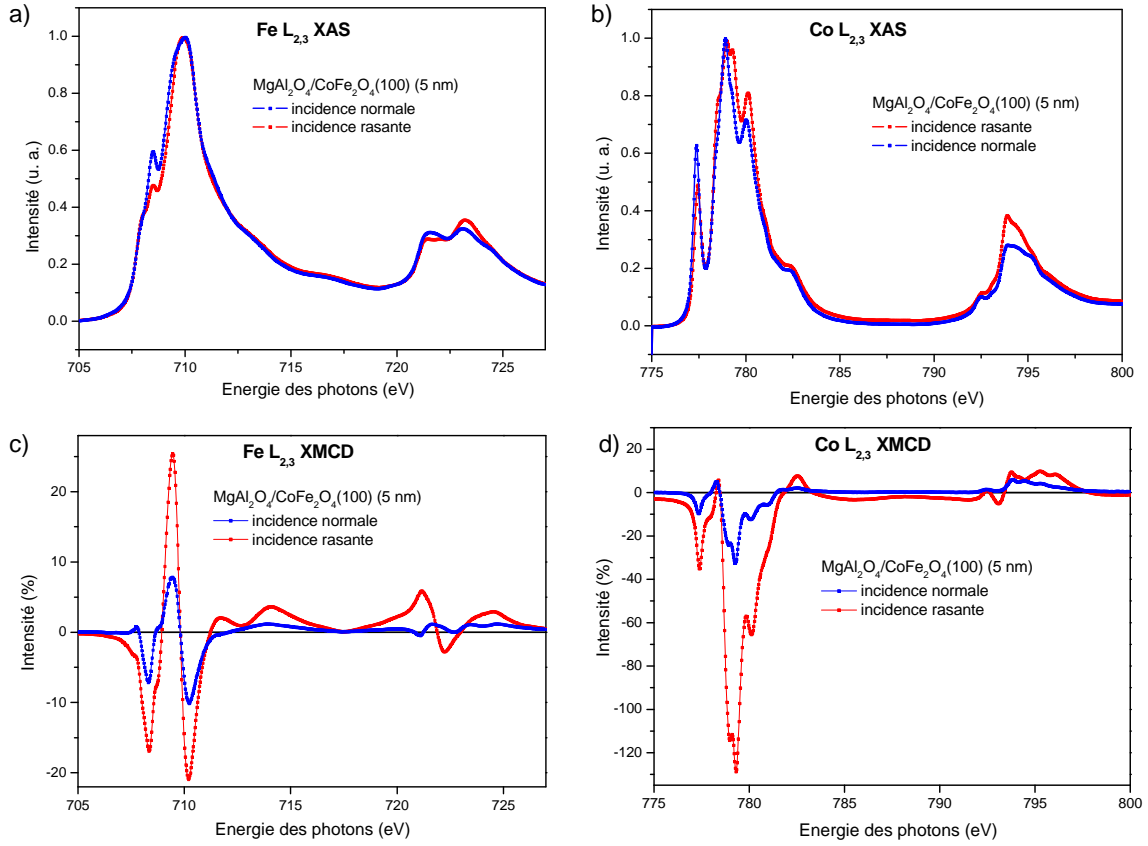 a)
Fe L2,3 XAS
MgAl2O4/CoFe2O4(100) (5 nm)
incidence normale
incidence rasante
Intensité (u. a.)
1.0
0.8
0.6
0.4
0.2
0.0
705
710
715
720
725
Energie des photons (eV)
b)
Co L2,3 XAS
MgAl2O4/CoFe2O4(100) (5 nm)
incidence rasante
incidence normale
Intensité (u. a.)
1.0
0.8
0.6
0.4
0.2
0.0
775
780
785
790
795
800
Energie des photons (eV)
c)
Fe L2,3 XMCD
MgAl2O4/CoFe2O4(100) (5 nm)
incidence normale
incidence rasante
Intensité (%)
20
10
0
-10
-20
705
710
715
720
725
Energie des photons (eV)
d)
Co L2,3 XMCD
MgAl2O4/CoFe2O4(100) (5 nm)
incidence normale
incidence rasante
Intensité (%)
20
10
0
-20
-40
-60
-80
-100
-120
775
780
785
790
795
800
Energie des photons (eV)